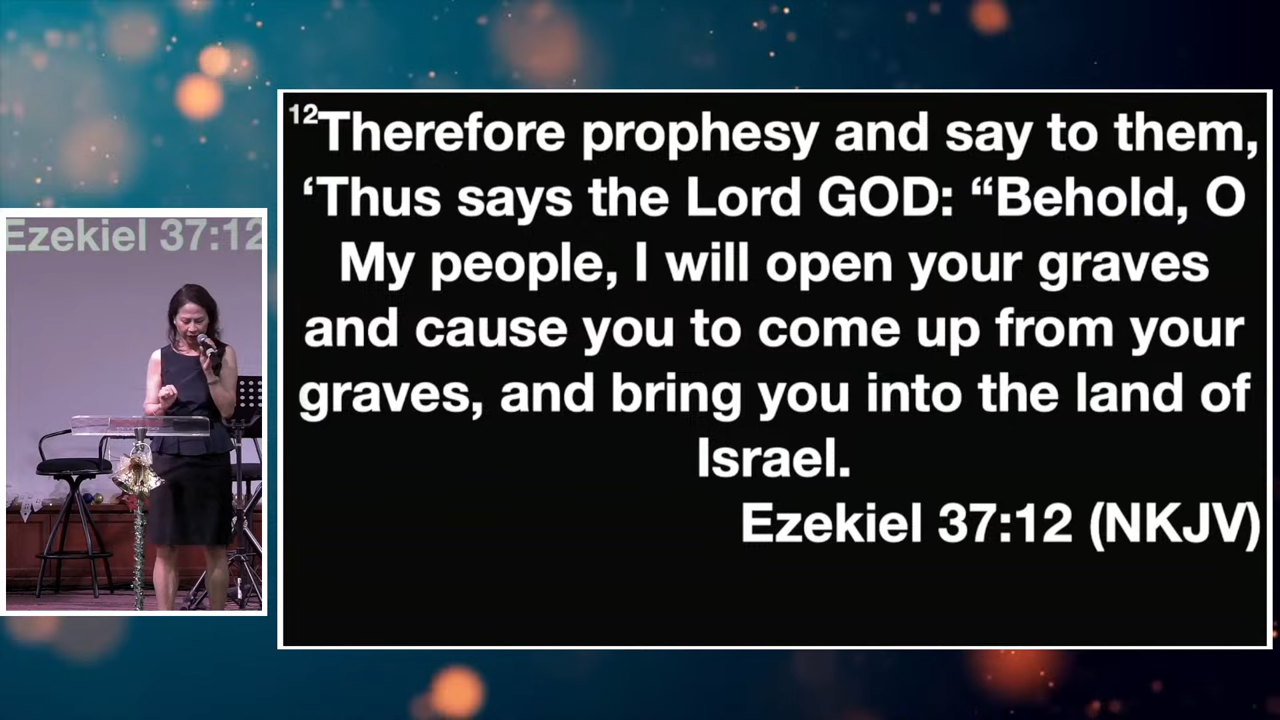 ¹²Therefore prophesy and say to them,
‘Thus says the Lord GOD: “Behold, O
My people, I will open your graves
and cause you to come up from your
graves, and bring you into the land of
Israel.
Ezekiel 37:12 (NKJV)
Ezekiel 37:12